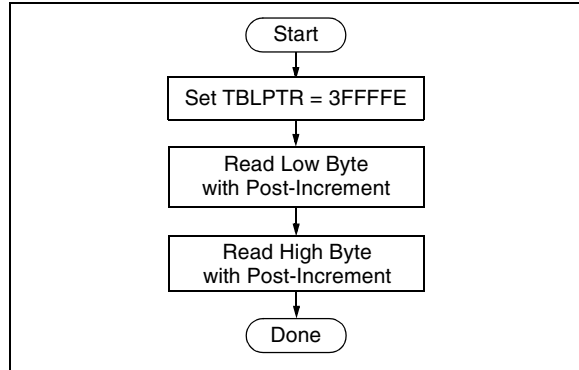 Start
Set TBLPTR = 3FFFFE
Read Low Byte
with Post-Increment
Read High Byte
with Post-Increment
Done